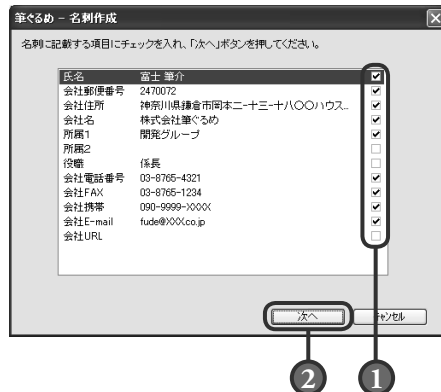 筆ぐるめ － 名刺作成
名刺に記載する項目にチェックを入れ、「次へ」ボタンを押してください。
氏名 富士 筆介
会社郵便番号 2470072
会社住所 神奈川県鎌倉市岡本二-十三-十八〇〇ハウス...
会社名 株式会社筆ぐるめ
所属1 開発グループ
所属2
役職 係長
会社電話番号 03-8765-4321
会社FAX 03-8765-1234
会社携帯 090-9999-XXXX
会社E-mail fude@XXX.co.jp
会社URL
次へ キャンセル
2 1